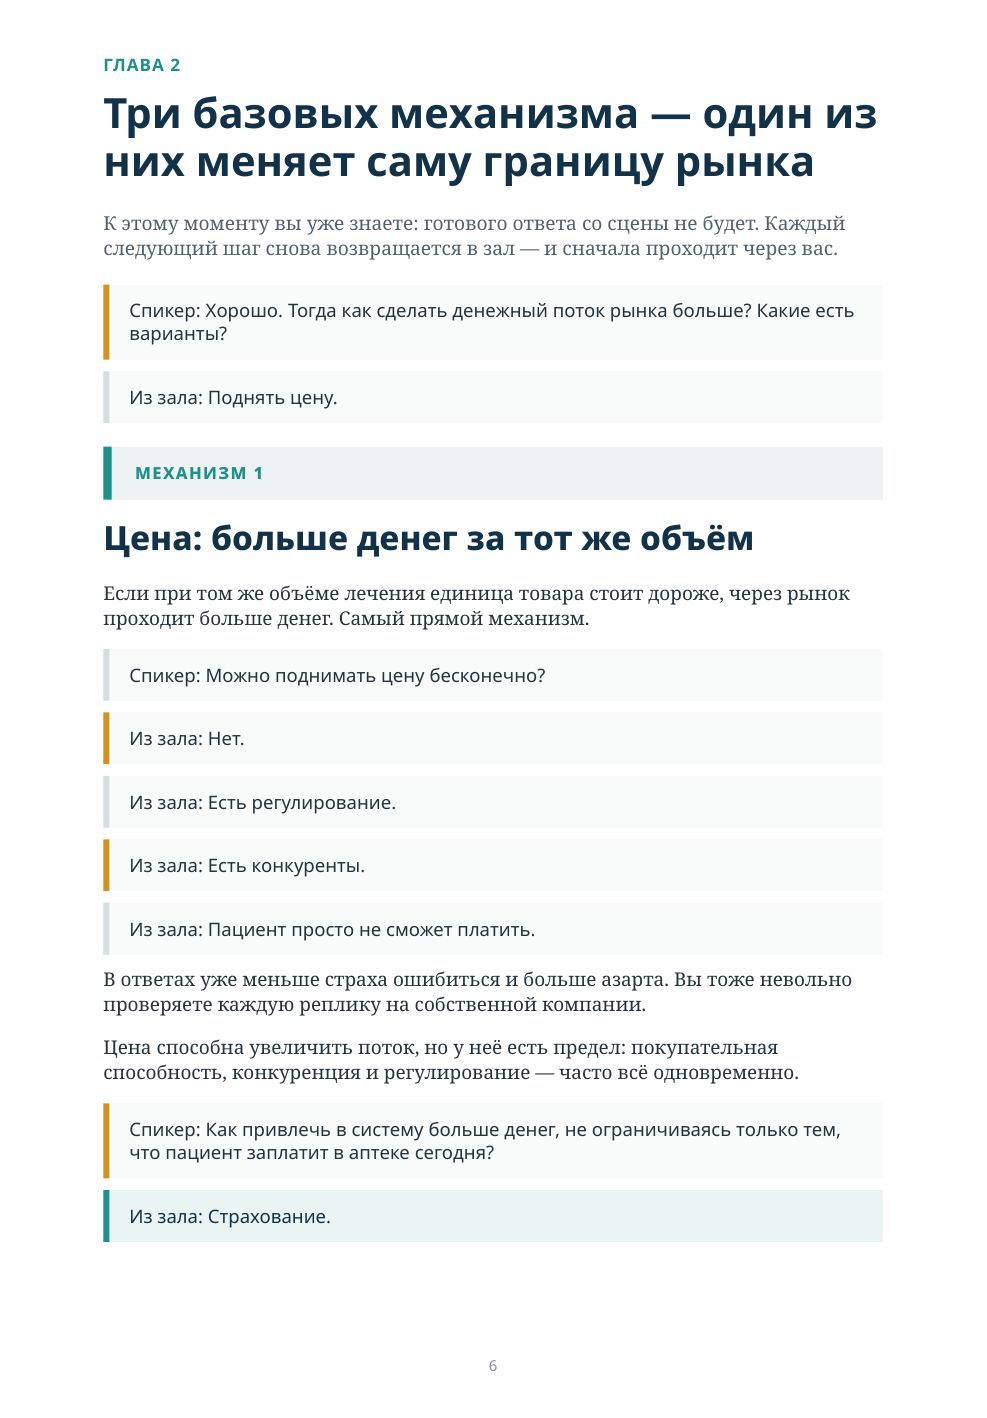 ГЛАВА 2
Три базовых механизма — один из
них меняет саму границу рынка
К этому моменту вы уже знаете: готового ответа со сцены не будет. Каждый
следующий шаг снова возвращается в зал — и сначала проходит через вас.
Спикер: Хорошо. Тогда как сделать денежный поток рынка больше? Какие есть
варианты?
Из зала: Поднять цену.
МЕХАНИЗМ 1
Цена: больше денег за тот же объём
Если при том же объёме лечения единица товара стоит дороже, через рынок
проходит больше денег. Самый прямой механизм.
Спикер: Можно поднимать цену бесконечно?
Из зала: Нет.
Из зала: Есть регулирование.
Из зала: Есть конкуренты.
Из зала: Пациент просто не сможет платить.
В ответах уже меньше страха ошибиться и больше азарта. Вы тоже невольно
проверяете каждую реплику на собственной компании.
Цена способна увеличить поток, но у неё есть предел: покупательная
способность, конкуренция и регулирование — часто всё одновременно.
Спикер: Как привлечь в систему больше денег, не ограничиваясь только тем,
что пациент заплатит в аптеке сегодня?
Из зала: Страхование.
6